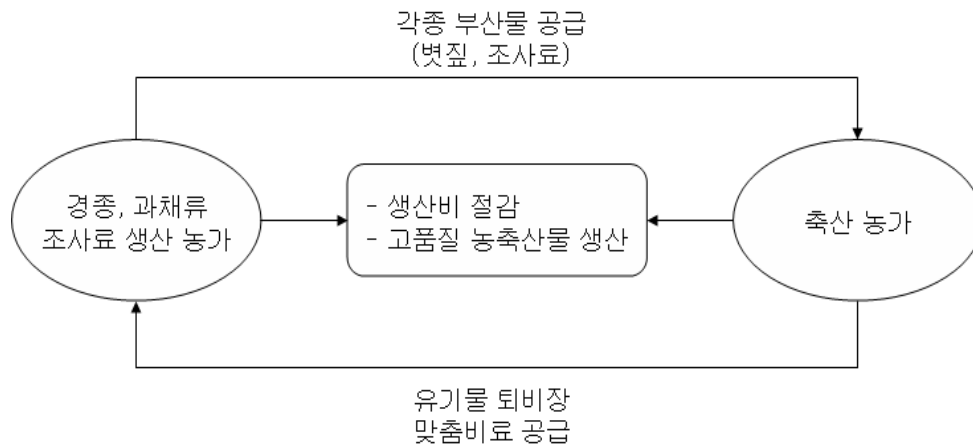 각종 부산물 공급
(볏짚, 조사료)
경종, 과채류
조사료 생산 농가
- 생산비 절감
- 고품질 농축산물 생산
축산 농가
유기물 퇴비장
맞춤비료 공급